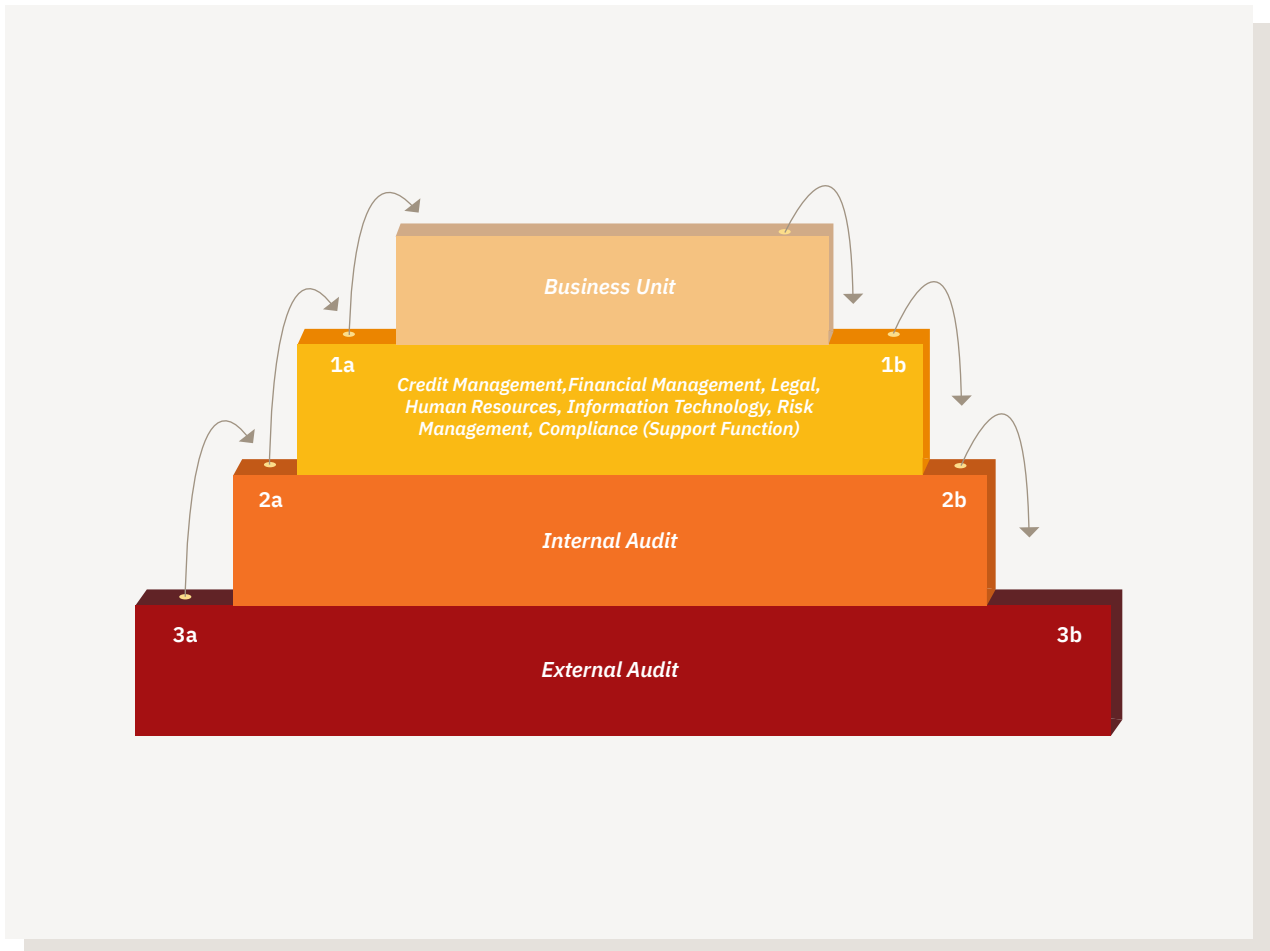 Business Unit
1a
1b
Credit Management,Financial Management, Legal,
Human Resources, Information Technology, Risk
Management, Compliance (Support Function)
2a
2b
Internal Audit
3a
3b
External Audit